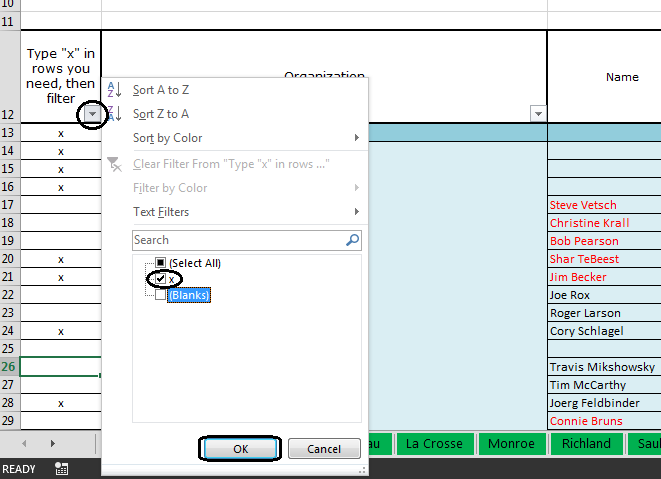 10
11
Type "x" in
rows you
need, then
filter
Organization
Name
12
Sort A to Z
Sort Z to A
Sort by Color
Clear Filter From "Type "x" in rows ..."
Filter by Color
Text Filters
Search
(Select All)
x
(Blanks)
OK
Cancel
13 x
14 x
15 x
16 x
17 Steve Vetsch
18 Christine Krall
19 Bob Pearson
20 x Shar TeBeest
21 x Jim Becker
22 Joe Rox
23 Roger Larson
24 x Cory Schlagel
25
26 Travis Mikshowsky
27 Tim McCarthy
28 x Joerg Feldbinder
29 Connie Bruns
La Crosse Monroe Richland
READY